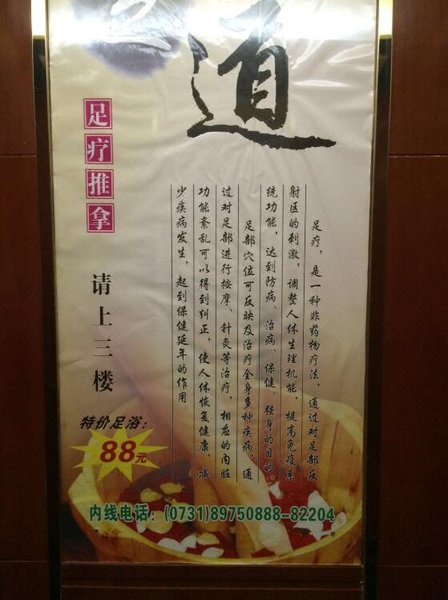 道
足疗，是一种非药物疗法，通过对足部反
射区的刺激，调整人体生理机能，提高免疫系
统功能，达到防病、治病、保健、强身的目的。
足部穴位可反映及治疗全身多种疾病，通
过对足部进行按摩、针灸等治疗，相应的内脏
功能紊乱可以得到纠正，使人体恢复健康，减
少疾病发生，起到保健延年的作用
足疗推拿
请上三楼
特价足浴：
88元
内线电话：(0731)89750888-82204